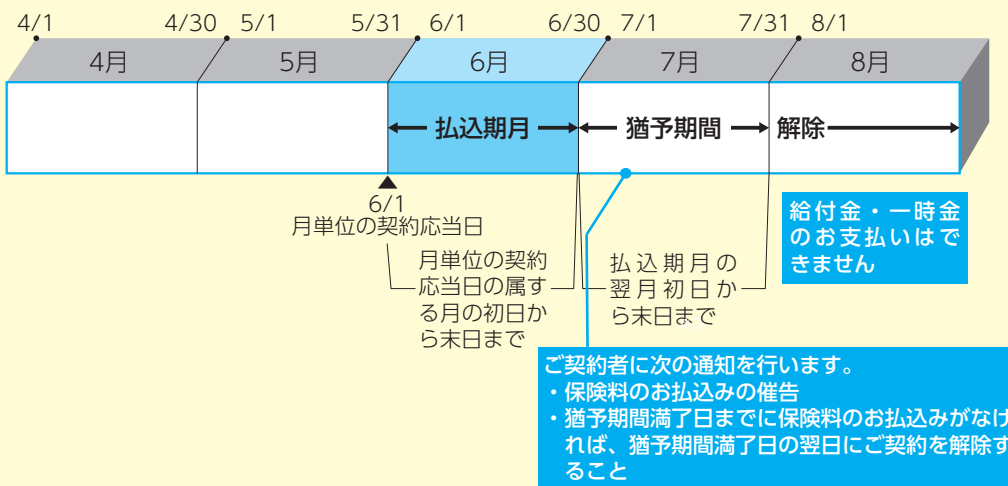 4/1 4/30 5/1 5/31 6/1 6/30 7/1 7/31 8/1
4月 5月 6月 7月 8月
払込期月 猶予期間 解除
6/1
月単位の契約応当日
給付金・一時金
のお支払いはで
きません
月単位の契約
応当日の属す
る月の初日か
ら末日まで
払込期月の
翌月初日か
ら末日まで
ご契約者に次の通知を行います。
・保険料のお払込みの催告
・猶予期間満了日までに保険料のお払込みがなけ
れば、猶予期間満了日の翌日にご契約を解除す
ること